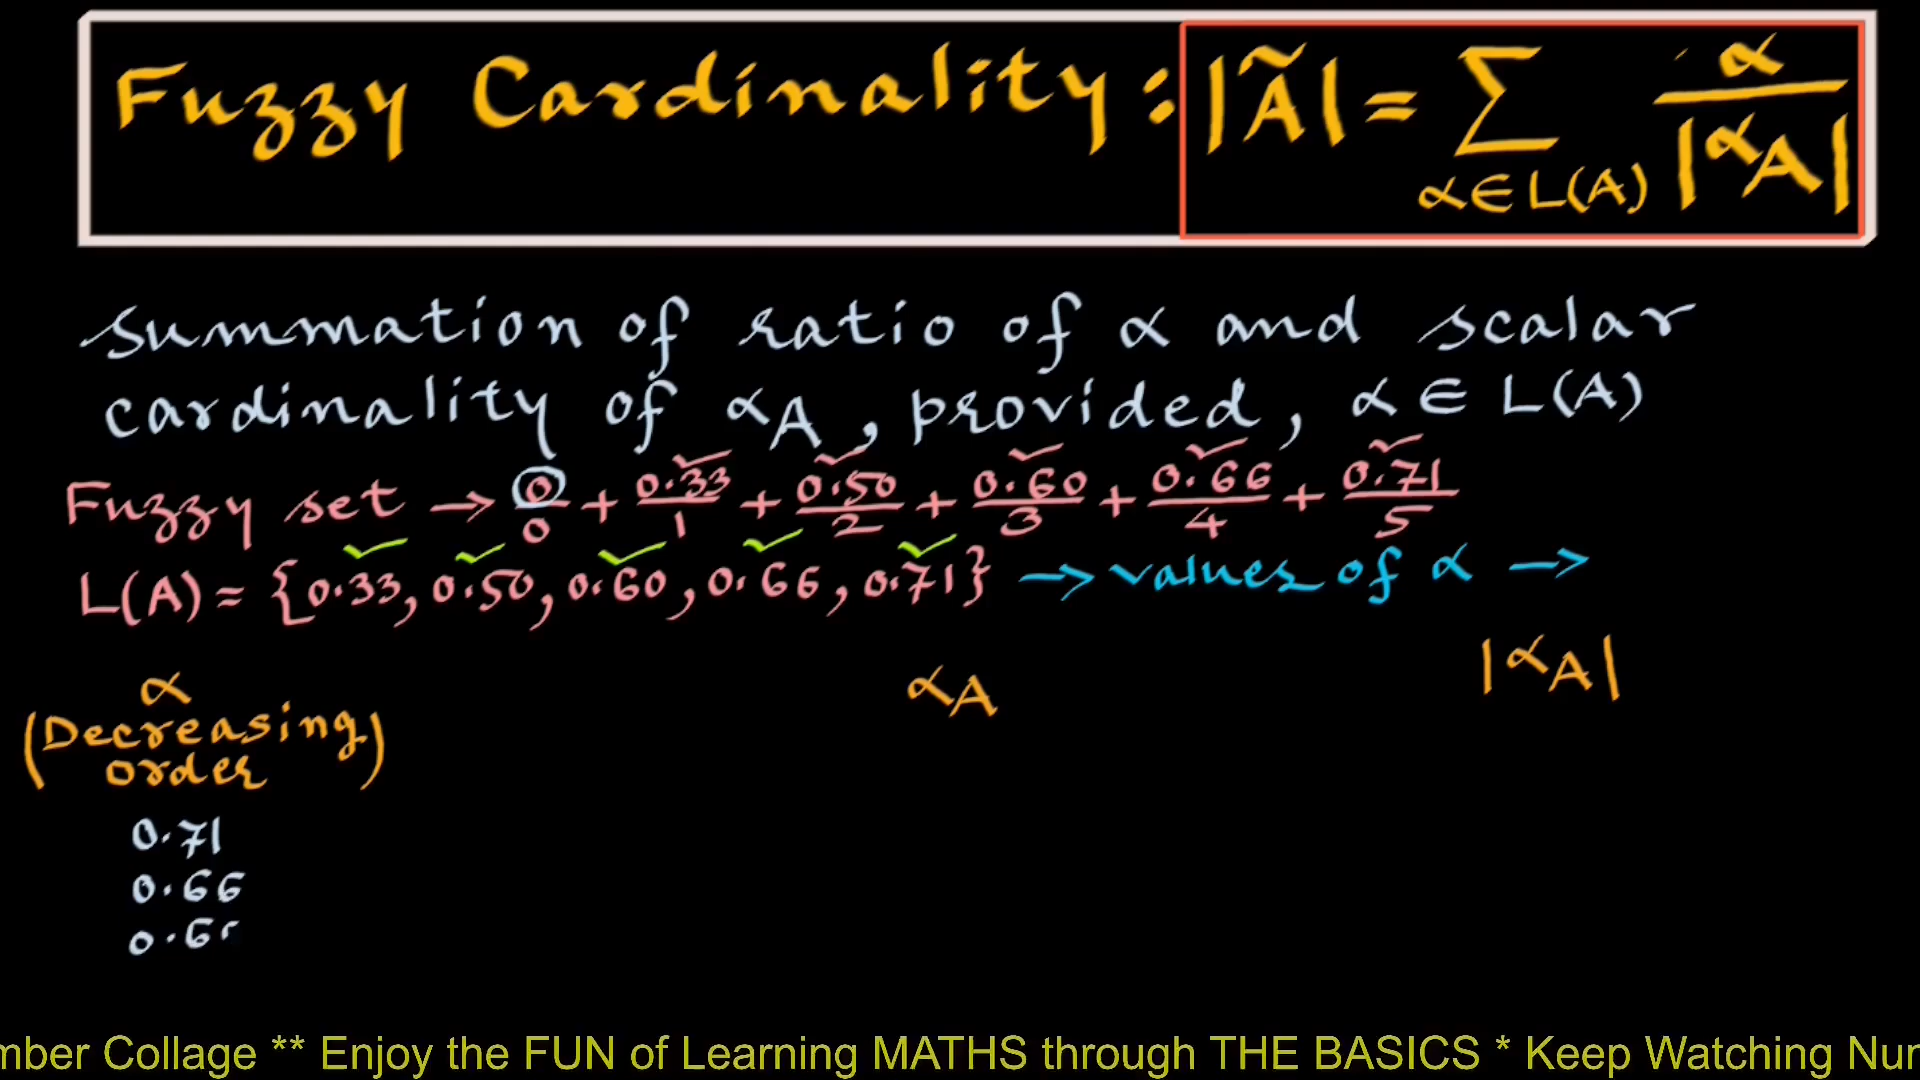 Fuzzy Cardinality: |Ã| = Σ α∈L(A) α/|αA|
Summation of ratio of α and scalar
cardinality of αA, provided, α ∈ L(A)
Fuzzy set → 0/0 + 0.33/1 + 0.50/2 + 0.60/3 + 0.66/4 + 0.71/5
L(A) = {0.33, 0.50, 0.60, 0.66, 0.71} → values of α →
α αA |αA|
(Decreasing
order)
0.71
0.66
0.6
mber Collage ** Enjoy the FUN of Learning MATHS through THE BASICS * Keep Watching Nu